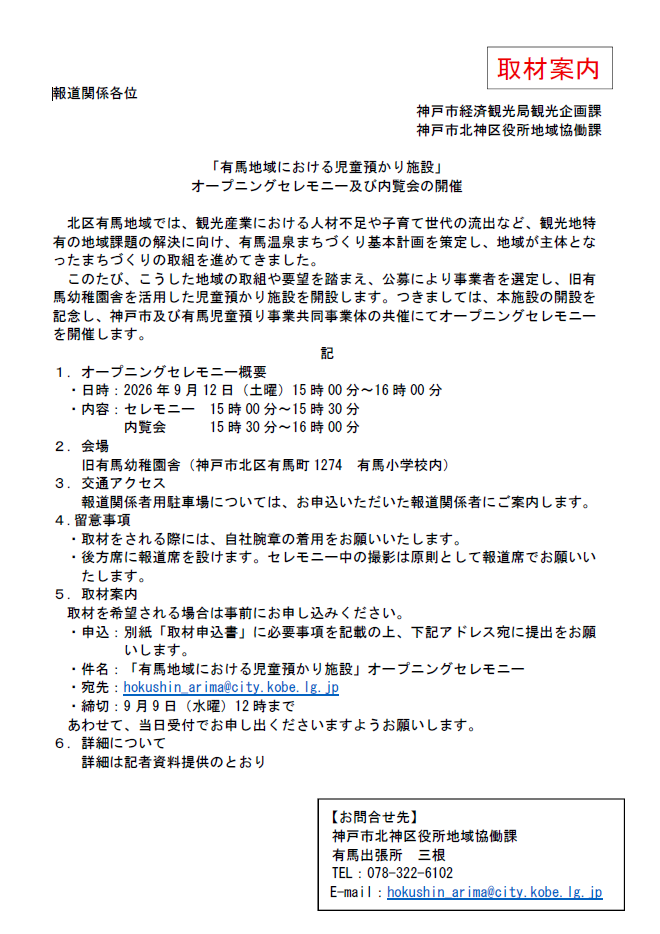 取材案内
報道関係各位
神戸市経済観光局観光企画課
神戸市北神区役所地域協働課
「有馬地域における児童預かり施設」
オープニングセレモニー及び内覧会の開催
北区有馬地域では、観光産業における人材不足や子育て世代の流出など、観光地特
有の地域課題の解決に向け、有馬温泉まちづくり基本計画を策定し、地域が主体とな
ったまちづくりの取組を進めてきました。
このたび、こうした地域の取組や要望を踏まえ、公募により事業者を選定し、旧有
馬幼稚園舎を活用した児童預かり施設を開設します。つきましては、本施設の開設を
記念し、神戸市及び有馬児童預り事業共同事業体の共催にてオープニングセレモニー
を開催します。
記
１．オープニングセレモニー概要
・日時：2026 年 9 月 12 日（土曜）15 時 00 分～16 時 00 分
・内容：セレモニー　15 時 00 分～15 時 30 分
内覧会　　　15 時 30 分～16 時 00 分
２．会場
旧有馬幼稚園舎（神戸市北区有馬町 1274　有馬小学校内）
３．交通アクセス
報道関係者用駐車場については、お申込いただいた報道関係者にご案内します。
４.留意事項
・取材をされる際には、自社腕章の着用をお願いいたします。
・後方席に報道席を設けます。セレモニー中の撮影は原則として報道席でお願いい
たします。
５．取材案内
取材を希望される場合は事前にお申し込みください。
・申込：別紙「取材申込書」に必要事項を記載の上、下記アドレス宛に提出をお願
いします。
・件名：「有馬地域における児童預かり施設」オープニングセレモニー
・宛先：hokushin_arima@city.kobe.lg.jp
・締切：9 月 9 日（水曜）12 時まで
あわせて、当日受付でお申し出くださいますようお願いします。
６．詳細について
詳細は記者資料提供のとおり
【お問合せ先】
神戸市北神区役所地域協働課
有馬出張所　三根
TEL：078-322-6102
E-mail：hokushin_arima@city.kobe.lg.jp